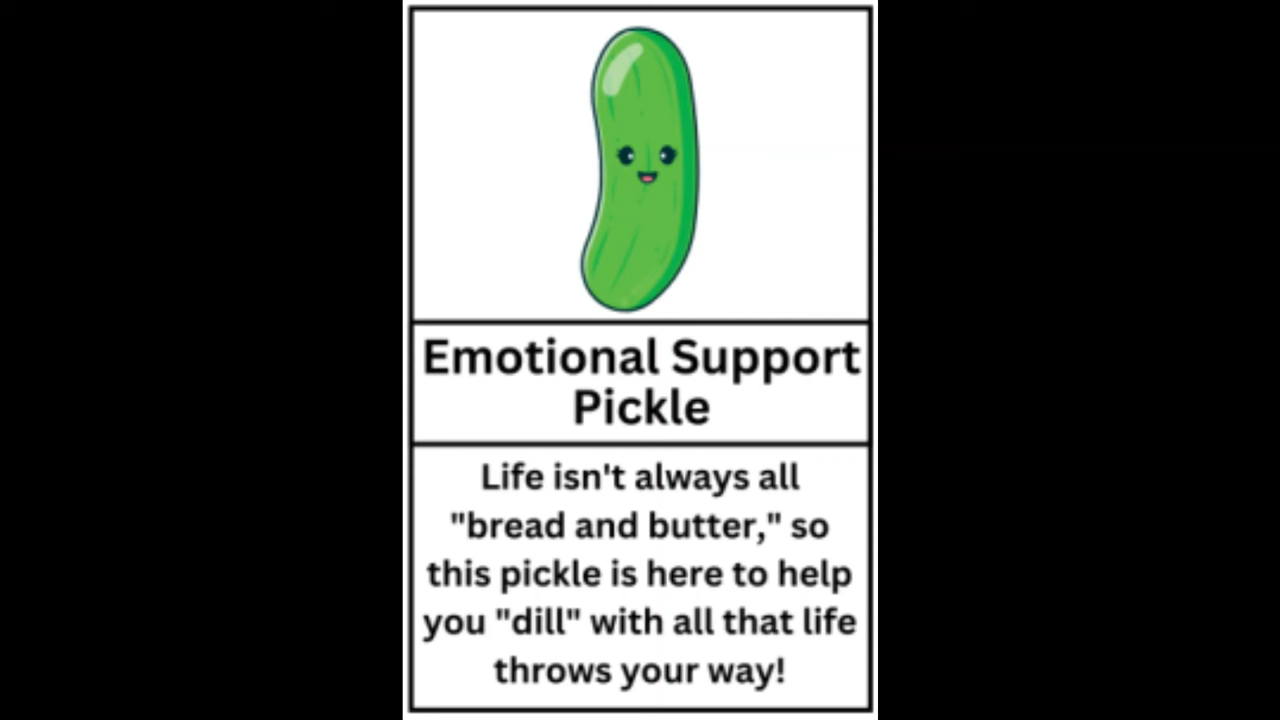 Emotional Support
Pickle
Life isn't always all
"bread and butter," so
this pickle is here to help
you "dill" with all that life
throws your way!